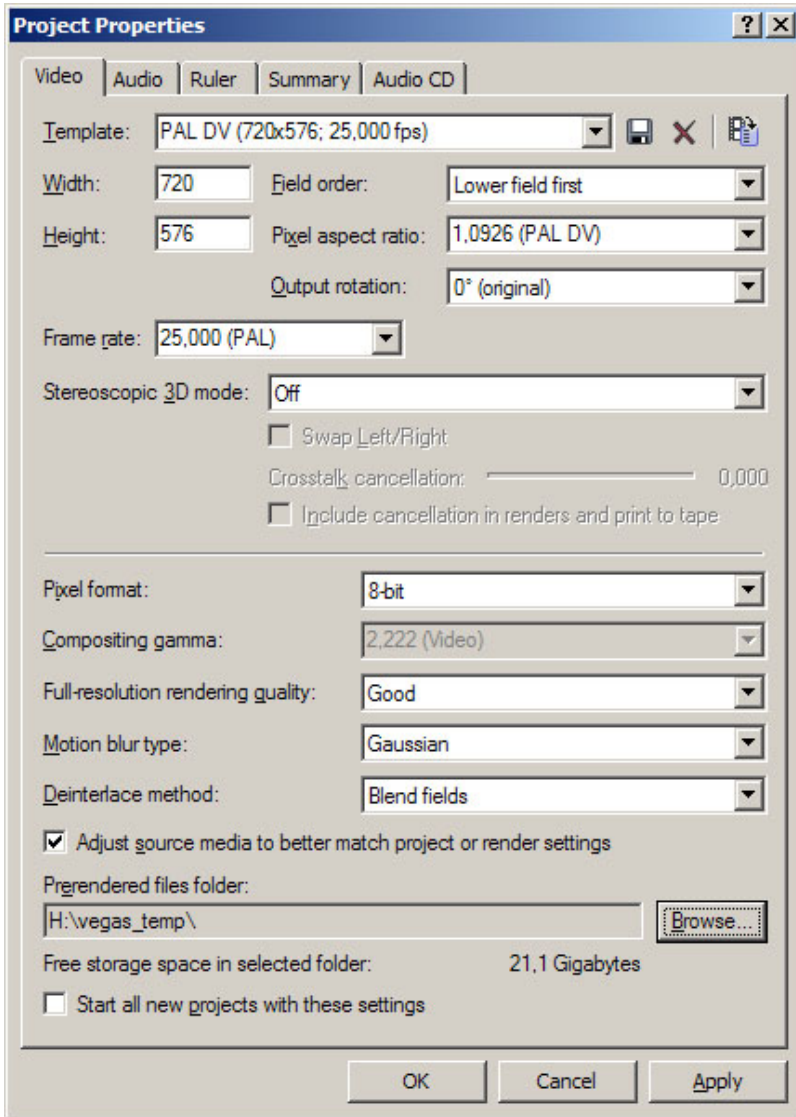 Project Properties
Video Audio Ruler Summary Audio CD
Template: PAL DV (720x576; 25,000 fps)
Width: 720 Field order: Lower field first
Height: 576 Pixel aspect ratio: 1,0926 (PAL DV)
Output rotation: 0° (original)
Frame rate: 25,000 (PAL)
Stereoscopic 3D mode: Off
Swap Left/Right
Crosstalk cancellation: 0,000
Include cancellation in renders and print to tape
Pixel format: 8-bit
Compositing gamma: 2,222 (Video)
Full-resolution rendering quality: Good
Motion blur type: Gaussian
Deinterlace method: Blend fields
Adjust source media to better match project or render settings
Prerendered files folder:
H:\vegas_temp\ Browse...
Free storage space in selected folder: 21,1 Gigabytes
Start all new projects with these settings
OK Cancel Apply